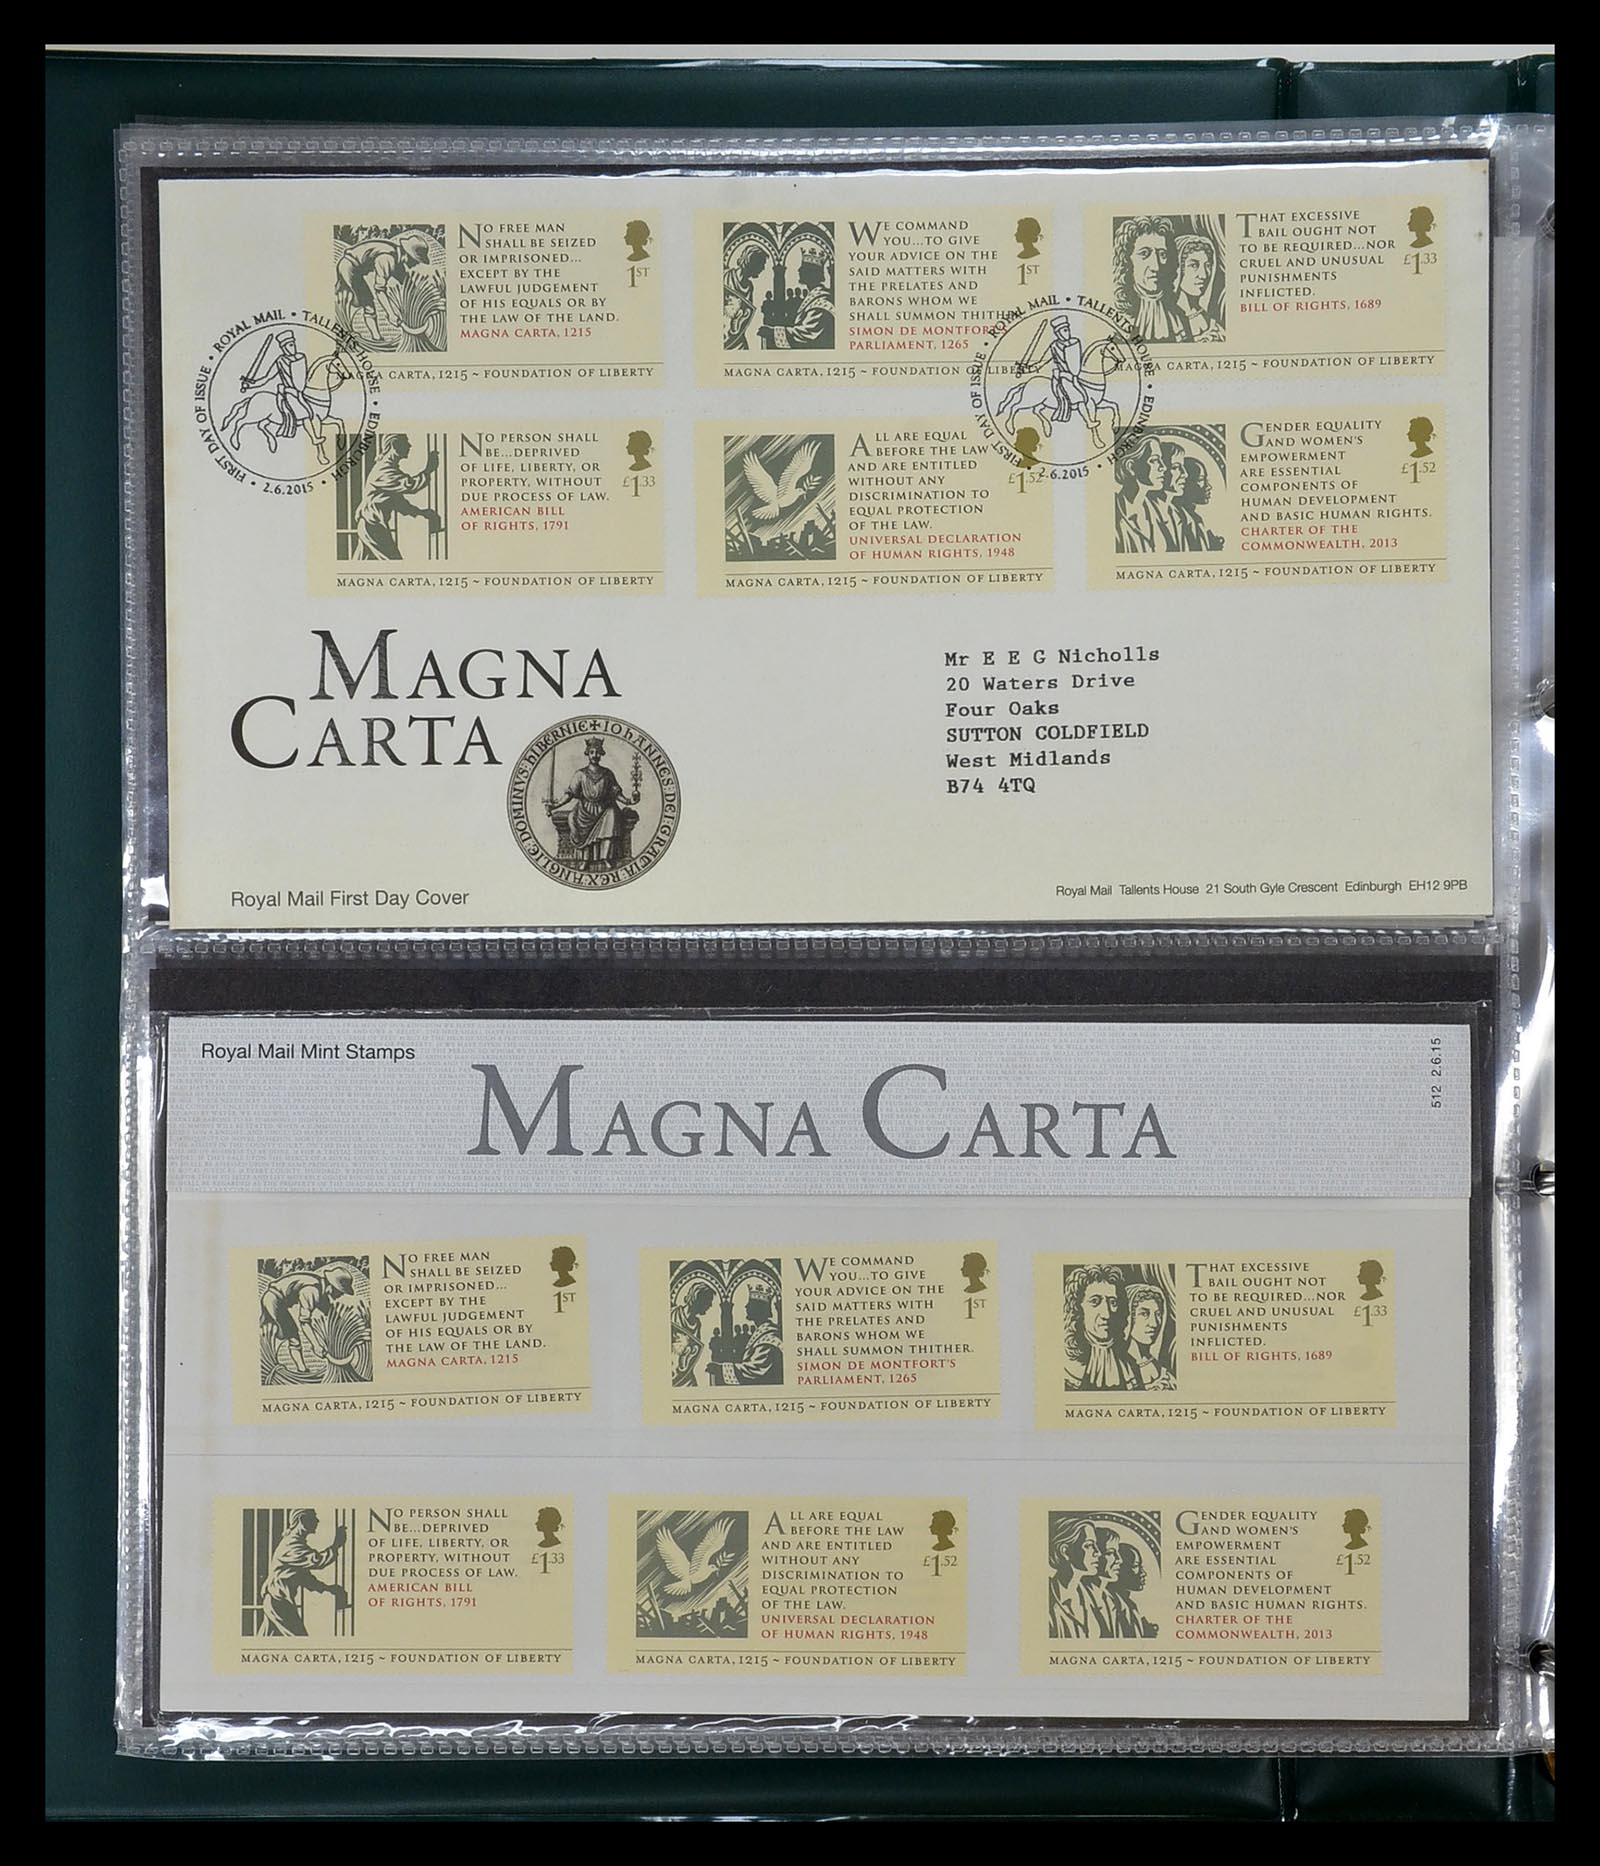 NO FREE MAN
SHALL BE SEIZED
OR IMPRISONED...
EXCEPT BY THE
LAWFUL JUDGEMENT
OF HIS EQUALS OR BY
THE LAW OF THE LAND.
MAGNA CARTA, 1215
1ST
MAGNA CARTA, 1215 ~ FOUNDATION OF LIBERTY
WE COMMAND
YOU...TO GIVE
YOUR ADVICE ON THE
SAID MATTERS WITH
THE PRELATES AND
BARONS WHOM WE
SHALL SUMMON THITHER
SIMON DE MONTFORT'S
PARLIAMENT, 1265
1ST
MAGNA CARTA, 1215 ~ FOUNDATION OF LIBERTY
THAT EXCESSIVE
BAIL OUGHT NOT
TO BE REQUIRED...NOR
CRUEL AND UNUSUAL
PUNISHMENTS
INFLICTED.
BILL OF RIGHTS, 1689
£1.33
MAGNA CARTA, 1215 ~ FOUNDATION OF LIBERTY
FIRST DAY OF ISSUE • ROYAL MAIL • TALLENTS HOUSE • EDINBURGH • 2.6.2015 •
FIRST DAY OF ISSUE • ROYAL MAIL • TALLENTS HOUSE • EDINBURGH • 2.6.2015 •
NO PERSON SHALL
BE...DEPRIVED
OF LIFE, LIBERTY, OR
PROPERTY, WITHOUT
DUE PROCESS OF LAW.
AMERICAN BILL
OF RIGHTS, 1791
£1.33
MAGNA CARTA, 1215 ~ FOUNDATION OF LIBERTY
ALL ARE EQUAL
BEFORE THE LAW
AND ARE ENTITLED
WITHOUT ANY
DISCRIMINATION TO
EQUAL PROTECTION
OF THE LAW.
UNIVERSAL DECLARATION
OF HUMAN RIGHTS, 1948
£1.52
MAGNA CARTA, 1215 ~ FOUNDATION OF LIBERTY
GENDER EQUALITY
AND WOMEN'S
EMPOWERMENT
ARE ESSENTIAL
COMPONENTS OF
HUMAN DEVELOPMENT
AND BASIC HUMAN RIGHTS.
CHARTER OF THE
COMMONWEALTH, 2013
£1.52
MAGNA CARTA, 1215 ~ FOUNDATION OF LIBERTY
MAGNA
CARTA
IOHANNES:DEI:GRACIA:REX:ANGLIE:DOMINVS:HIBERNIE
Mr E E G Nicholls
20 Waters Drive
Four Oaks
SUTTON COLDFIELD
West Midlands
B74 4TQ
Royal Mail First Day Cover
Royal Mail Tallents House 21 South Gyle Crescent Edinburgh EH12 9PB
Royal Mail Mint Stamps
MAGNA CARTA
512 2.6.15
NO FREE MAN
SHALL BE SEIZED
OR IMPRISONED...
EXCEPT BY THE
LAWFUL JUDGEMENT
OF HIS EQUALS OR BY
THE LAW OF THE LAND.
MAGNA CARTA, 1215
1ST
MAGNA CARTA, 1215 ~ FOUNDATION OF LIBERTY
WE COMMAND
YOU...TO GIVE
YOUR ADVICE ON THE
SAID MATTERS WITH
THE PRELATES AND
BARONS WHOM WE
SHALL SUMMON THITHER.
SIMON DE MONTFORT'S
PARLIAMENT, 1265
1ST
MAGNA CARTA, 1215 ~ FOUNDATION OF LIBERTY
THAT EXCESSIVE
BAIL OUGHT NOT
TO BE REQUIRED...NOR
CRUEL AND UNUSUAL
PUNISHMENTS
INFLICTED.
BILL OF RIGHTS, 1689
£1.33
MAGNA CARTA, 1215 ~ FOUNDATION OF LIBERTY
NO PERSON SHALL
BE...DEPRIVED
OF LIFE, LIBERTY, OR
PROPERTY, WITHOUT
DUE PROCESS OF LAW.
AMERICAN BILL
OF RIGHTS, 1791
£1.33
MAGNA CARTA, 1215 ~ FOUNDATION OF LIBERTY
ALL ARE EQUAL
BEFORE THE LAW
AND ARE ENTITLED
WITHOUT ANY
DISCRIMINATION TO
EQUAL PROTECTION
OF THE LAW.
UNIVERSAL DECLARATION
OF HUMAN RIGHTS, 1948
£1.52
MAGNA CARTA, 1215 ~ FOUNDATION OF LIBERTY
GENDER EQUALITY
AND WOMEN'S
EMPOWERMENT
ARE ESSENTIAL
COMPONENTS OF
HUMAN DEVELOPMENT
AND BASIC HUMAN RIGHTS.
CHARTER OF THE
COMMONWEALTH, 2013
£1.52
MAGNA CARTA, 1215 ~ FOUNDATION OF LIBERTY